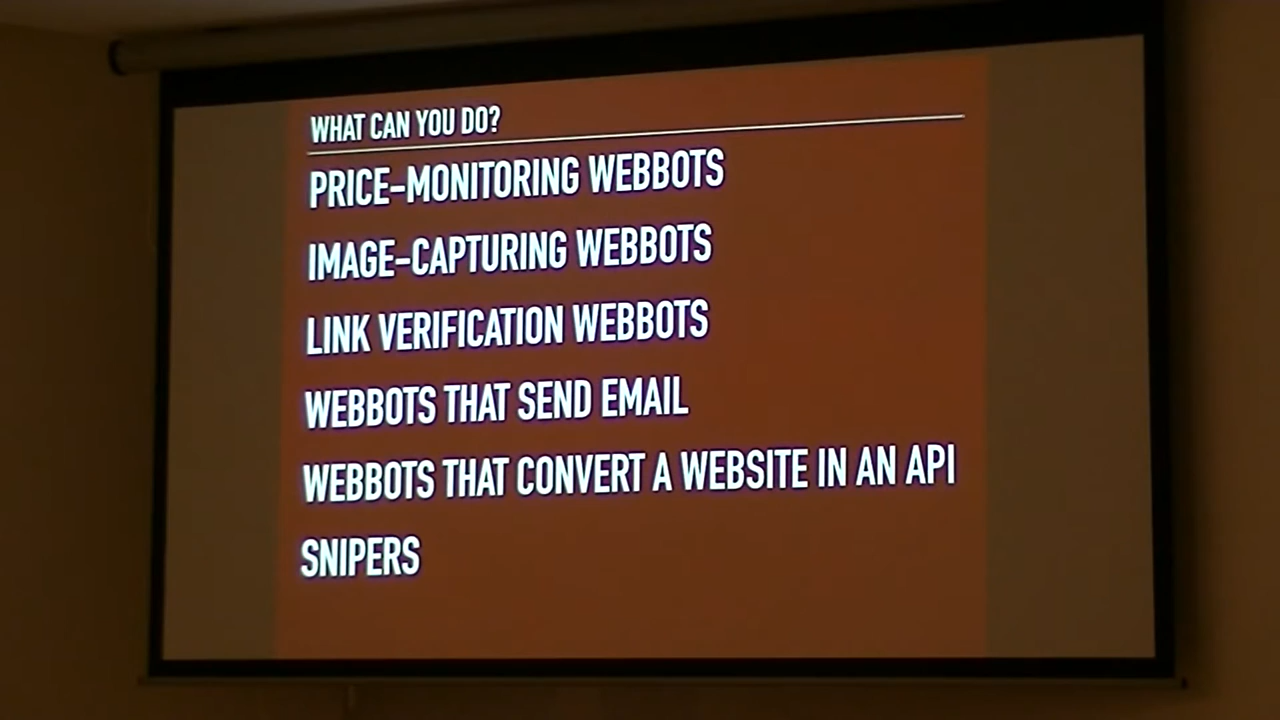 WHAT CAN YOU DO?
PRICE-MONITORING WEBBOTS
IMAGE-CAPTURING WEBBOTS
LINK VERIFICATION WEBBOTS
WEBBOTS THAT SEND EMAIL
WEBBOTS THAT CONVERT A WEBSITE IN AN API
SNIPERS